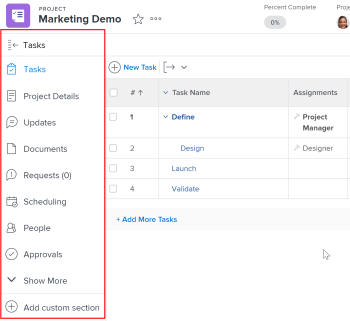 PROJECT
Marketing Demo
Percent Complete
Proje
0%
Tasks
Tasks
Project Details
Updates
Documents
Requests (0)
Scheduling
People
Approvals
Show More
Add custom section
New Task
# Task Name Assignments
1 Define Project Manager
2 Design Designer
3 Launch
4 Validate
+ Add More Tasks